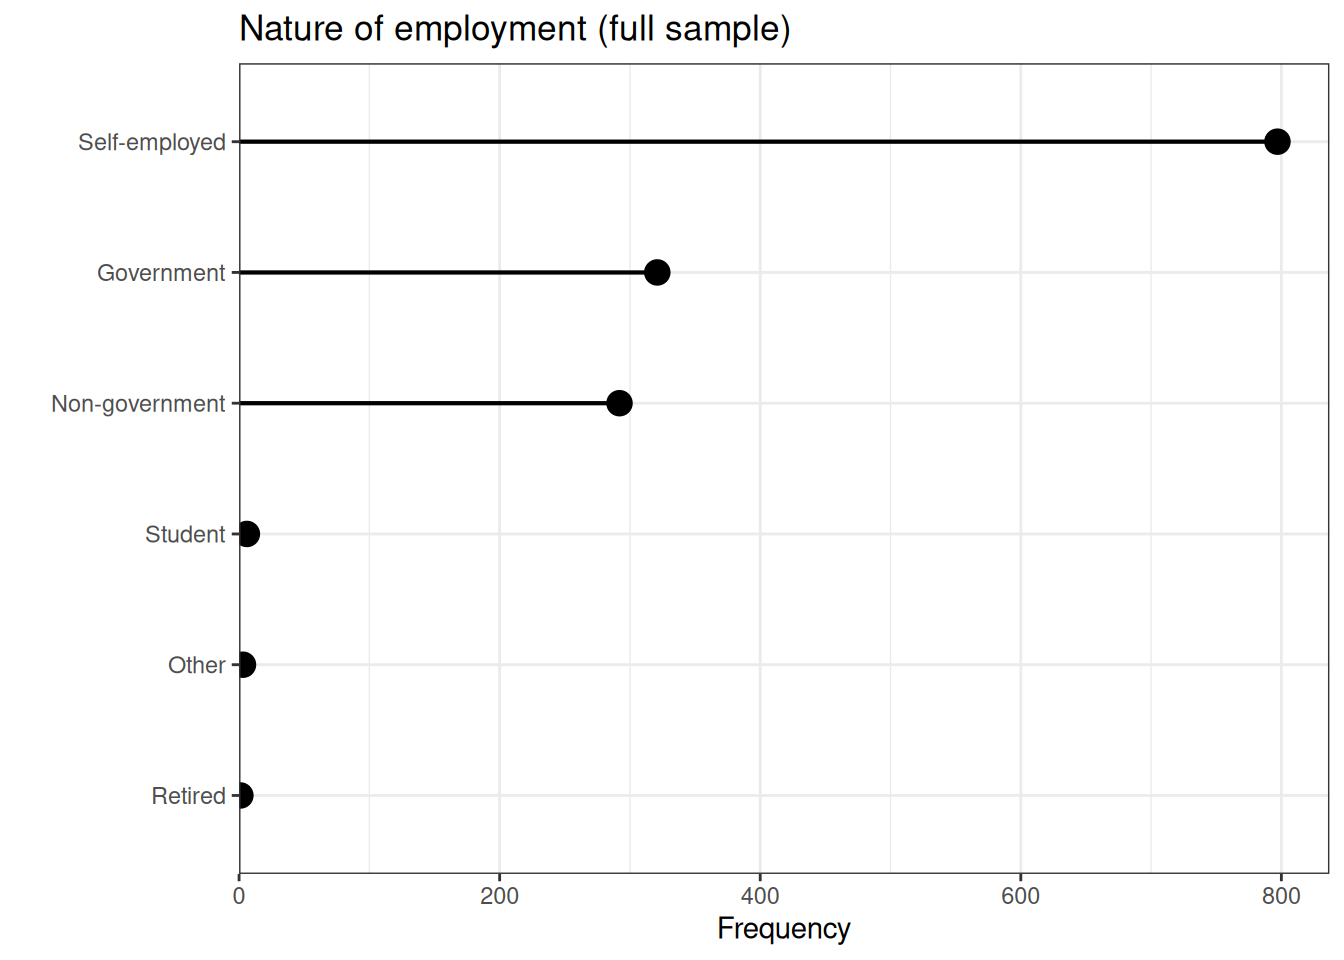 Nature of employment (full sample)
Self-employed
Government
Non-government
Student
Other
Retired
0 200 400 600 800
Frequency